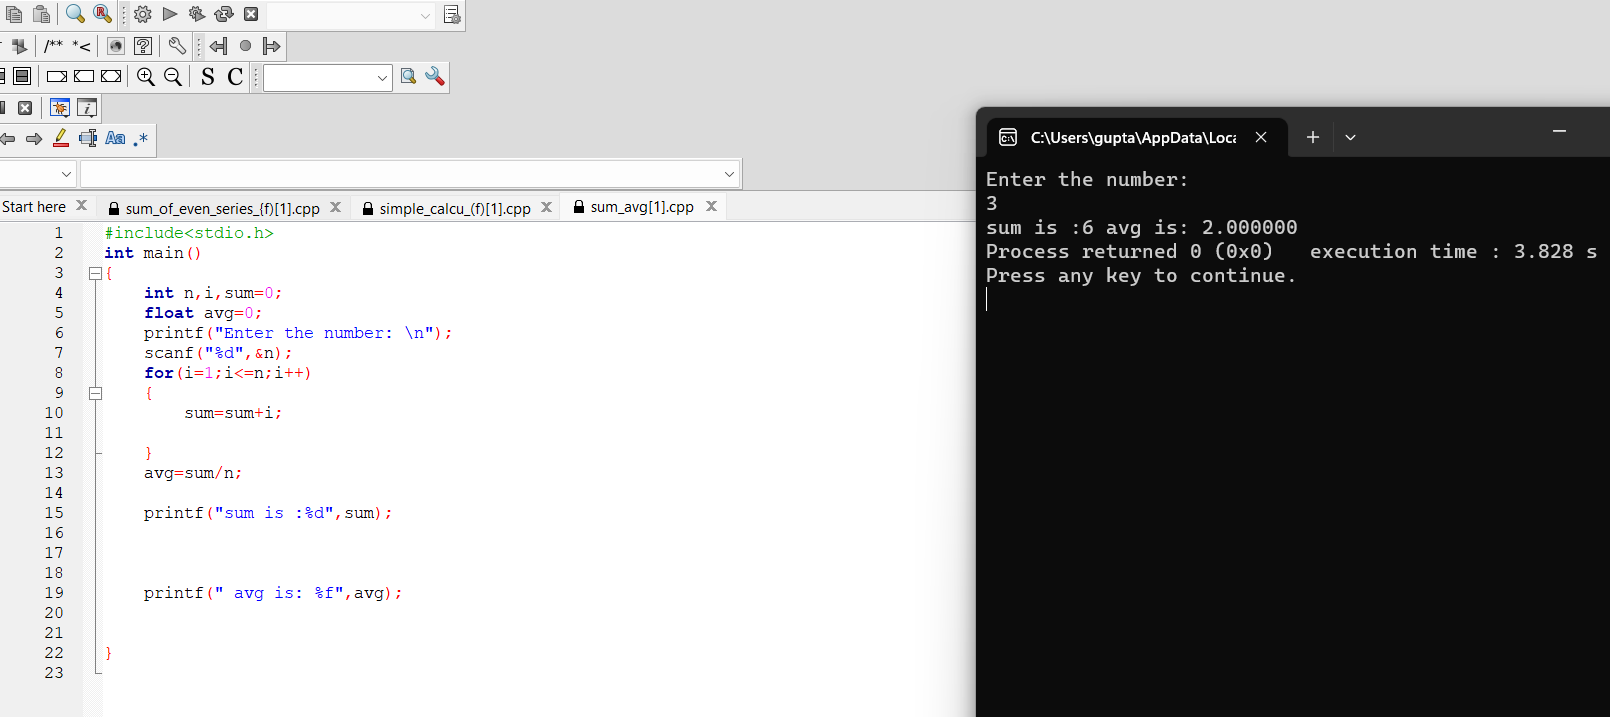 /** *<
S C
Aa .*
Start here sum_of_even_series_{f)[1].cpp simple_calcu_(f)[1].cpp sum_avg[1].cpp
1 #include<stdio.h>
2 int main()
3 {
4 int n,i,sum=0;
5 float avg=0;
6 printf("Enter the number: \n");
7 scanf("%d",&n);
8 for(i=1;i<=n;i++)
9 {
10 sum=sum+i;
11
12 }
13 avg=sum/n;
14
15 printf("sum is :%d",sum);
16
17
18
19 printf(" avg is: %f",avg);
20
21
22 }
23
C:\Users\gupta\AppData\Loca
Enter the number:
3
sum is :6 avg is: 2.000000
Process returned 0 (0x0) execution time : 3.828 s
Press any key to continue.